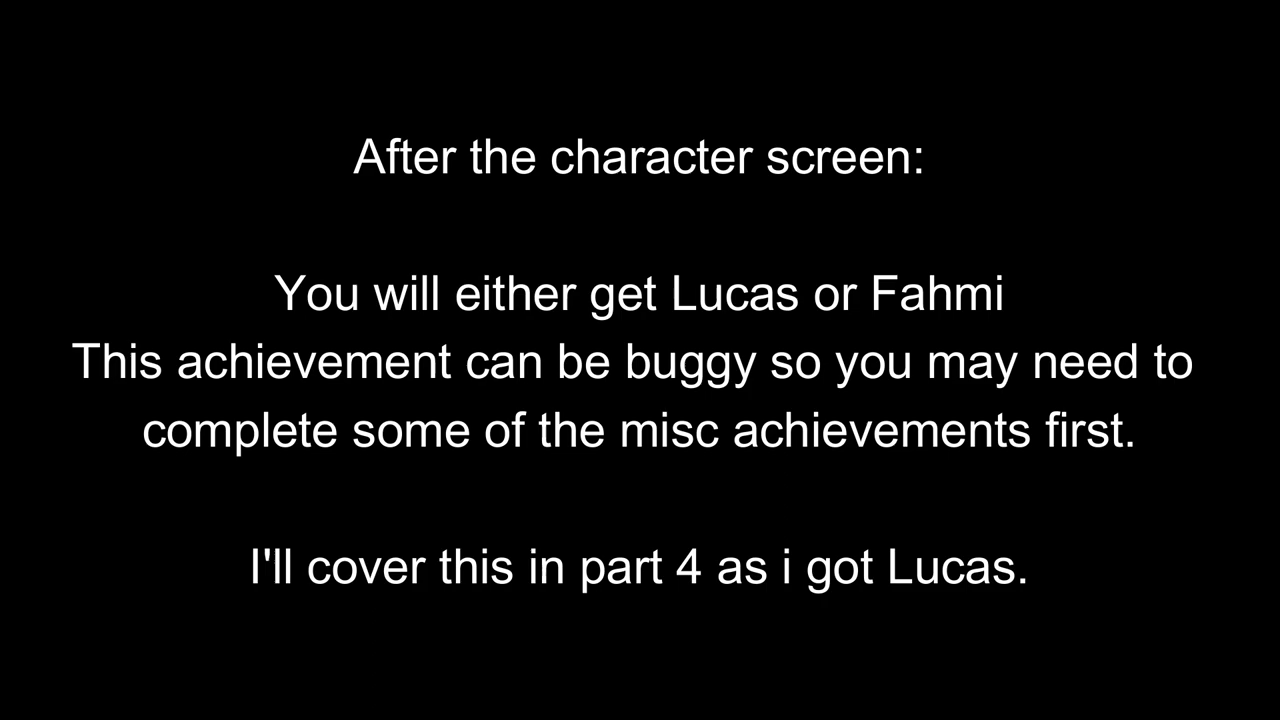 After the character screen:
You will either get Lucas or Fahmi
This achievement can be buggy so you may need to
complete some of the misc achievements first.
I'll cover this in part 4 as i got Lucas.